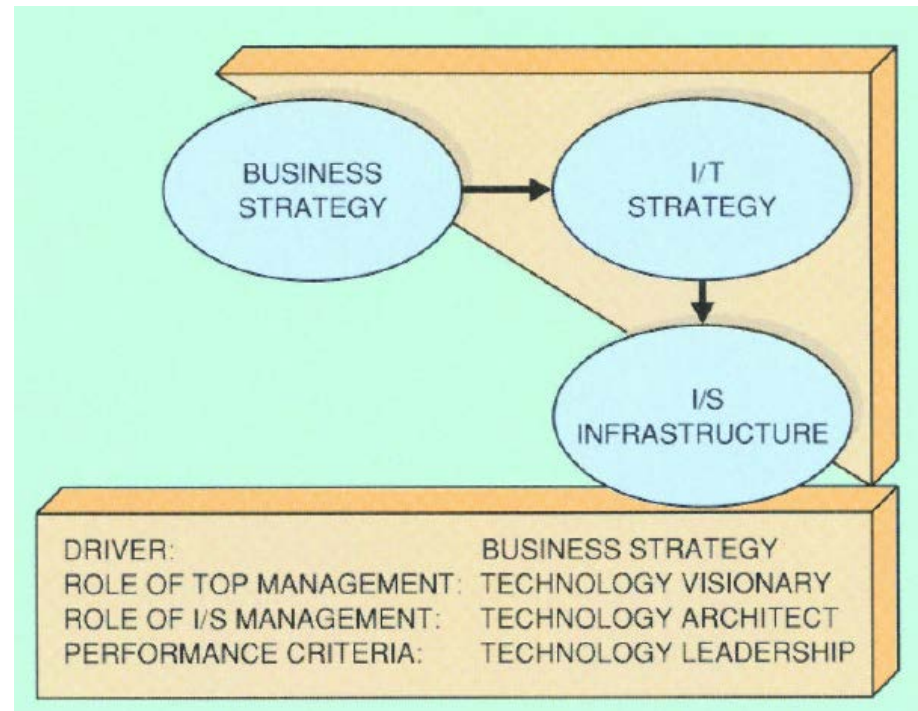 BUSINESS
STRATEGY
I/T
STRATEGY
I/S
INFRASTRUCTURE
DRIVER: BUSINESS STRATEGY
ROLE OF TOP MANAGEMENT: TECHNOLOGY VISIONARY
ROLE OF I/S MANAGEMENT: TECHNOLOGY ARCHITECT
PERFORMANCE CRITERIA: TECHNOLOGY LEADERSHIP